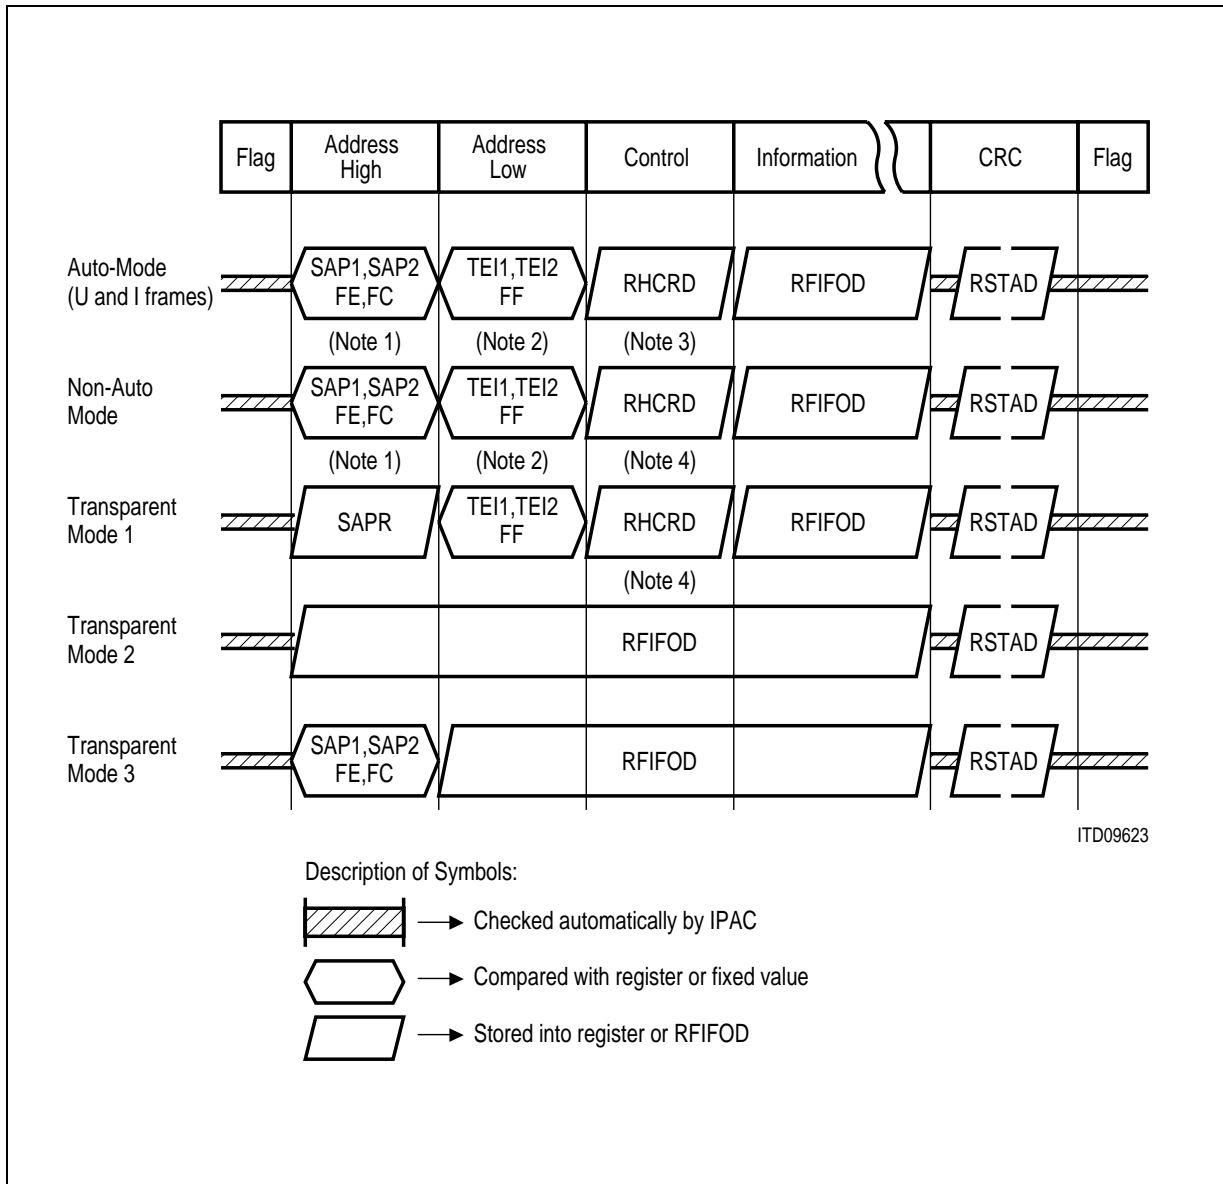 Flag
Address
High
Address
Low
Control
Information
CRC
Flag
Auto-Mode
(U and I frames)
SAP1,SAP2
FE,FC
TEI1,TEI2
FF
RHCRD
RFIFOD
RSTAD
(Note 1)
(Note 2)
(Note 3)
Non-Auto
Mode
SAP1,SAP2
FE,FC
TEI1,TEI2
FF
RHCRD
RFIFOD
RSTAD
(Note 1)
(Note 2)
(Note 4)
Transparent
Mode 1
SAPR
TEI1,TEI2
FF
RHCRD
RFIFOD
RSTAD
(Note 4)
Transparent
Mode 2
RFIFOD
RSTAD
Transparent
Mode 3
SAP1,SAP2
FE,FC
RFIFOD
RSTAD
ITD09623
Description of Symbols:
Checked automatically by IPAC
Compared with register or fixed value
Stored into register or RFIFOD